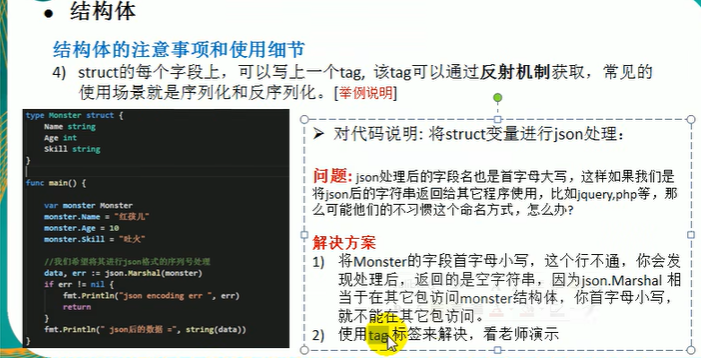 • 结构体
结构体的注意事项和使用细节
4) struct的每个字段上，可以写上一个tag, 该tag可以通过反射机制获取，常见的
使用场景就是序列化和反序列化。[举例说明]
type Monster struct {
Name string
Age int
Skill string
}
func main() {
var monster Monster
monster.Name = "红孩儿"
monster.Age = 10
monster.Skill = "吐火"
//我们希望将其进行json格式的序列号处理
data, err := json.Marshal(monster)
if err != nil {
fmt.Println("json encoding err ", err)
return
}
fmt.Println(" json后的数据 =", string(data))
}
➢ 对代码说明: 将struct变量进行json处理：
问题: json处理后的字段名也是首字母大写，这样如果我们是
将json后的字符串返回给其它程序使用，比如jquery,php等，那
么可能他们的不习惯这个命名方式，怎么办?
解决方案
1) 将Monster的字段首字母小写，这个行不通，你会发
现处理后，返回的是空字符串，因为json.Marshal 相
当于在其它包访问monster结构体，你首字母小写，
就不能在其它包访问。
2) 使用tag 标签来解决，看老师演示